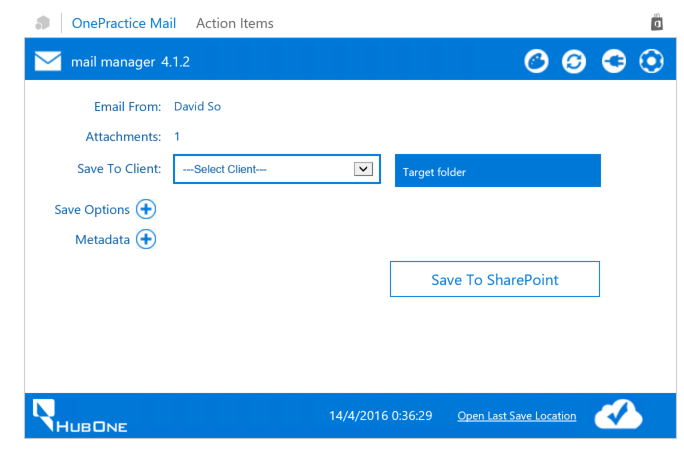 OnePractice Mail Action Items
mail manager 4.1.2
Email From: David So
Attachments: 1
Save To Client: ---Select Client--- Target folder
Save Options
Metadata
Save To SharePoint
HUBONE 14/4/2016 0:36:29 Open Last Save Location